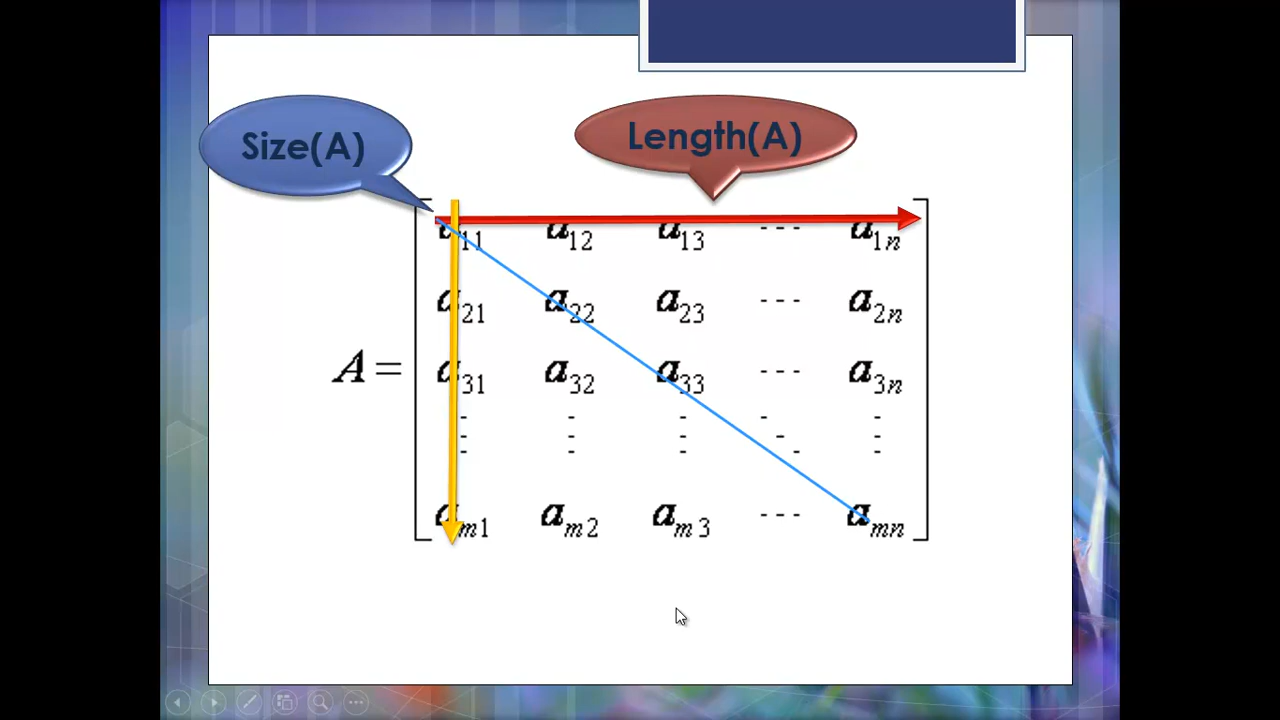 Size(A)
Length(A)
a11 a12 a13 --- a1n
a21 a22 a23 --- a2n
A = a31 a32 a33 --- a3n
am1 am2 am3 --- amn